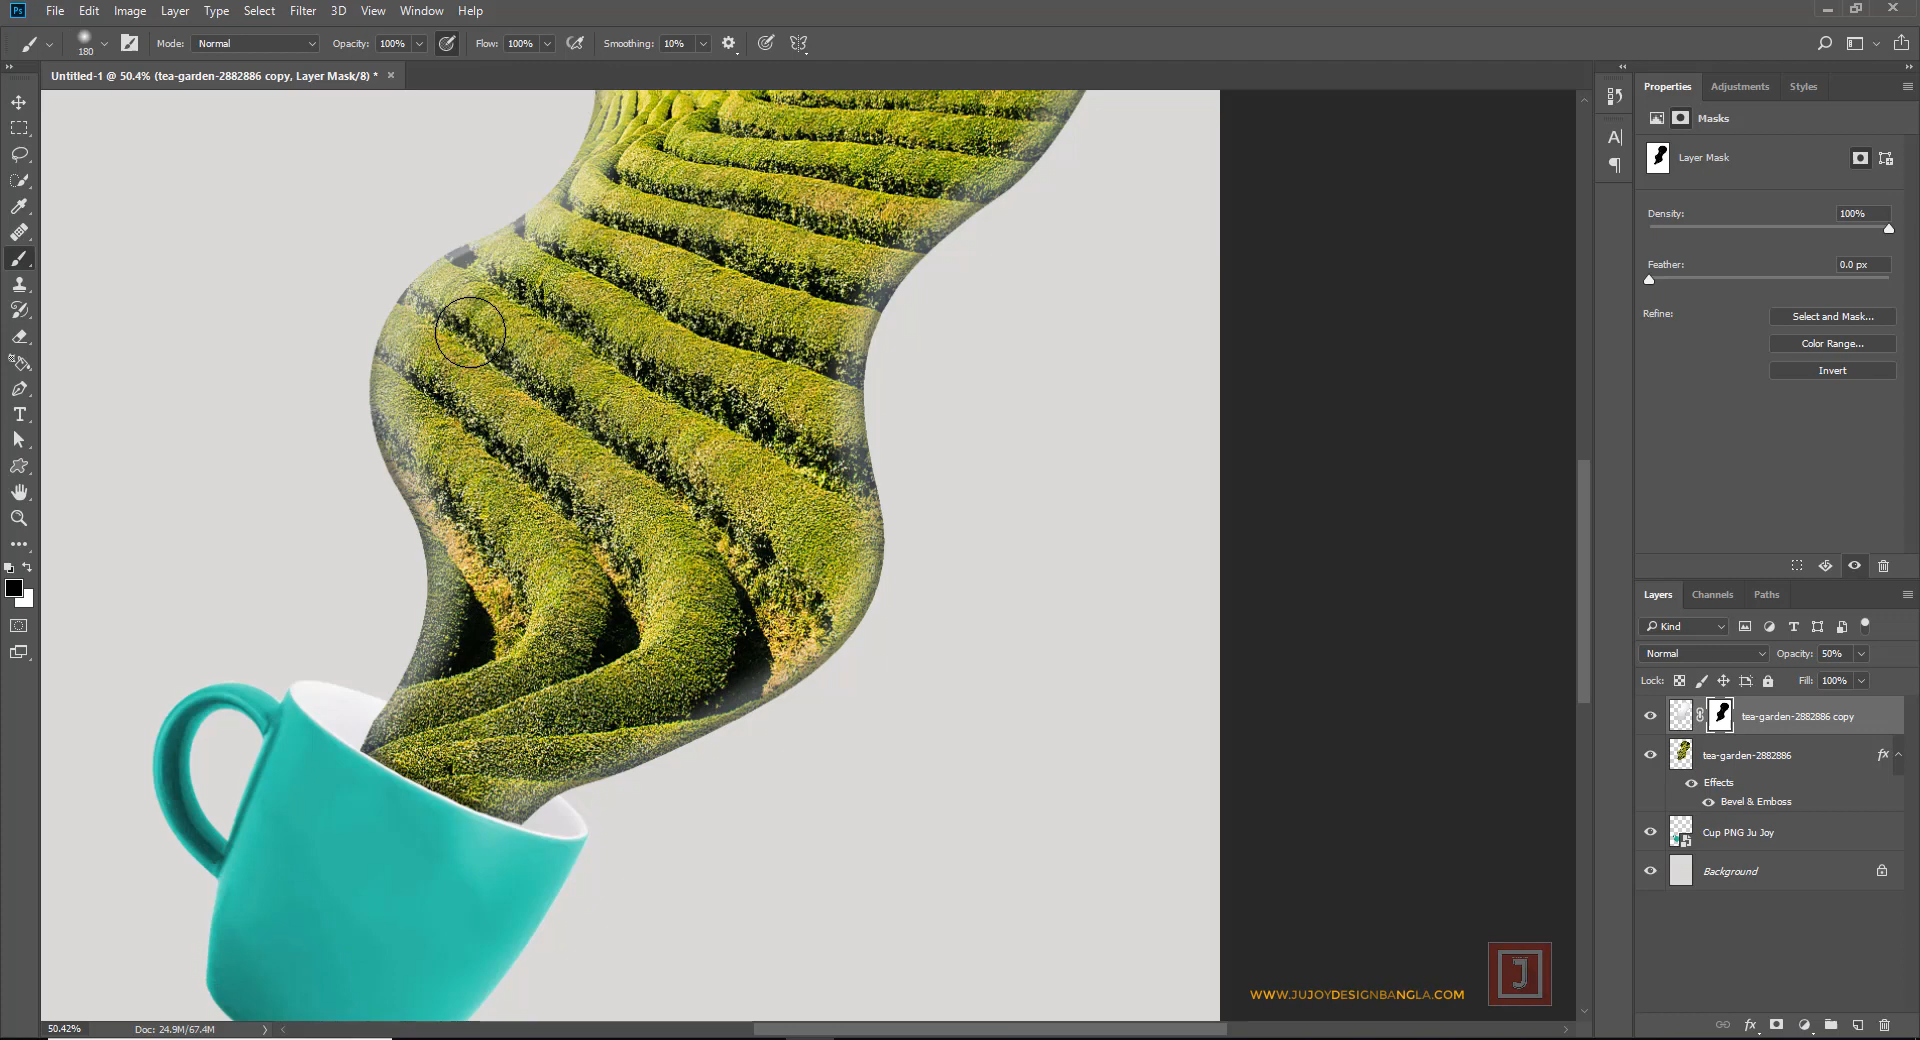 Ps File Edit Image Layer Type Select Filter 3D View Window Help
180 Mode: Normal Opacity: 100% Flow: 100% Smoothing: 10%
Untitled-1 @ 50.4% (tea-garden-2882886 copy, Layer Mask/8) * ×
Properties Adjustments Styles
Masks
Layer Mask
Density: 100%
Feather: 0.0 px
Refine: Select and Mask...
Color Range...
Invert
Layers Channels Paths
Kind
Normal Opacity: 50%
Lock: Fill: 100%
tea-garden-2882886 copy
tea-garden-2882886 fx
Effects
Bevel & Emboss
Cup PNG Ju Joy
Background
J
WWW.JUJOYDESIGNBANGLA.COM
50.42% Doc: 24.9M/67.4M
fx